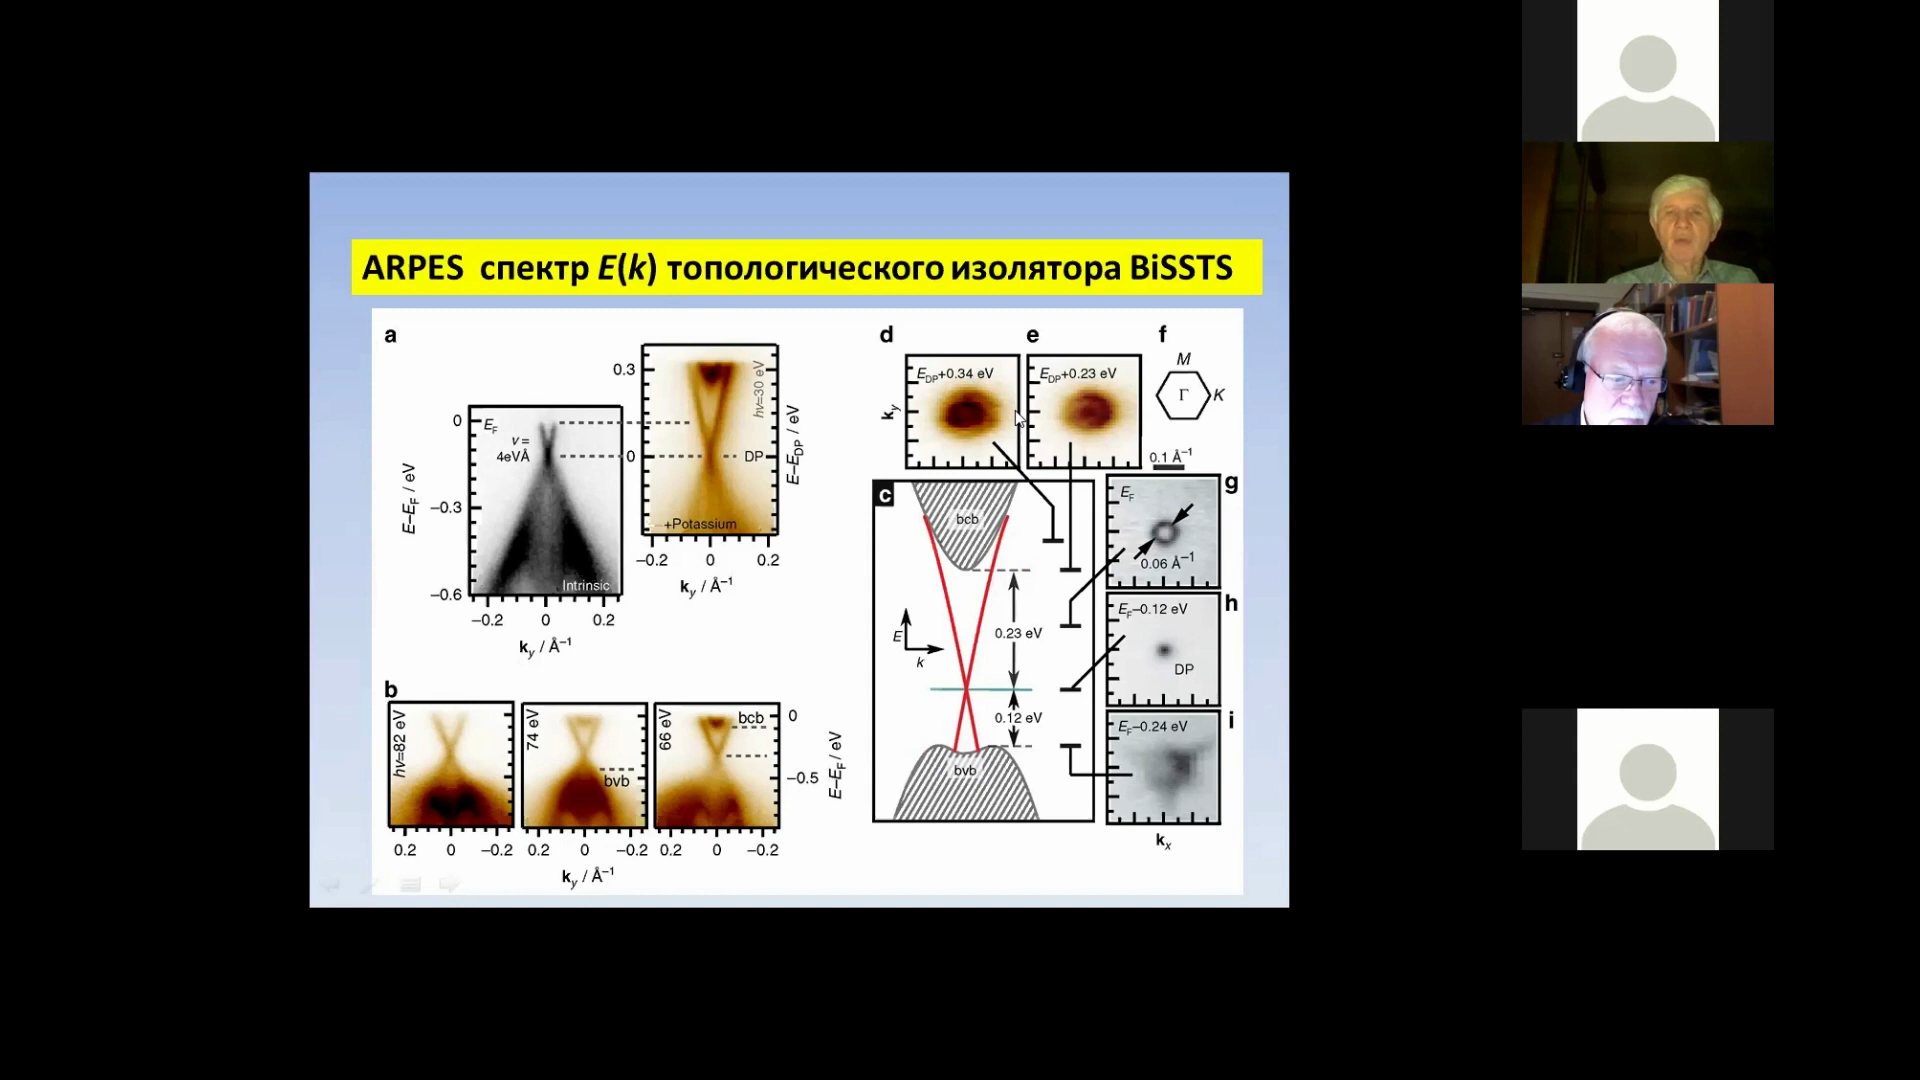 ARPES спектр E(k) топологического изолятора BiSSTS
a
0
−0.3
−0.6
E–E_F / eV
E_F
v =
4eVÅ
Intrinsic
−0.2 0 0.2
k_y / Å⁻¹
0.3
0
hν=30 eV
DP
+Potassium
E–E_DP / eV
−0.2 0 0.2
k_y / Å⁻¹
b
hν=82 eV
74 eV
bvb
66 eV
bcb
0
−0.5
E–E_F / eV
0.2 0 −0.2 0.2 0 −0.2 0.2 0 −0.2
k_y / Å⁻¹
c
bcb
0.23 eV
E
k
0.12 eV
bvb
d
E_DP+0.34 eV
k_y
e
E_DP+0.23 eV
f
M
Γ K
0.1 Å⁻¹
g
E_F
0.06 Å⁻¹
h
E_F−0.12 eV
DP
i
E_F−0.24 eV
k_x